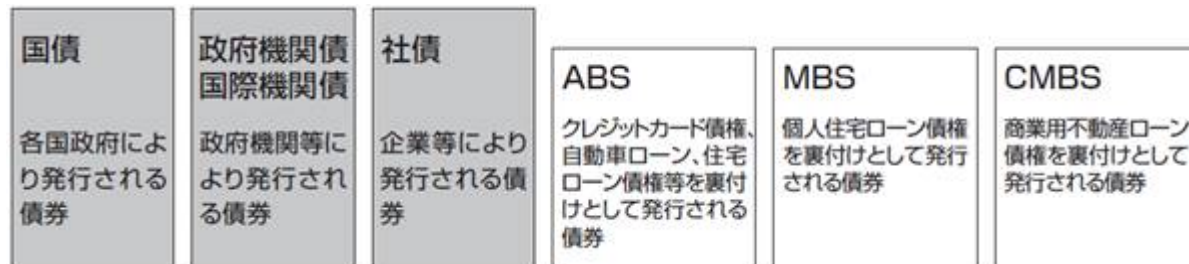 国債
各国政府によ
り発行される
債券
政府機関債
国際機関債
政府機関等に
より発行され
る債券
社債
企業等により
発行される債
券
ABS
クレジットカード債権、
自動車ローン、住宅
ローン債権等を裏付
けとして発行される
債券
MBS
個人住宅ローン債権
を裏付けとして発行
される債券
CMBS
商業用不動産ローン
債権を裏付けとして
発行される債券